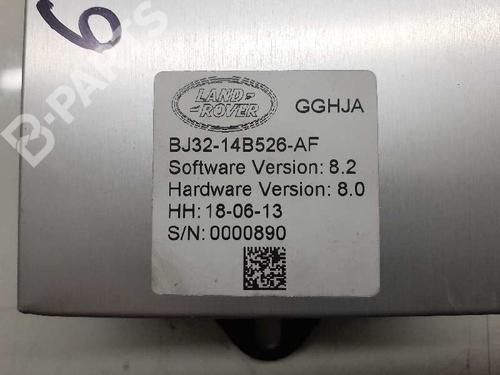 6
B-PARTS
LAND-
-ROVER
GGHJA
BJ32-14B526-AF
Software Version: 8.2
Hardware Version: 8.0
HH: 18-06-13
S/N: 0000890